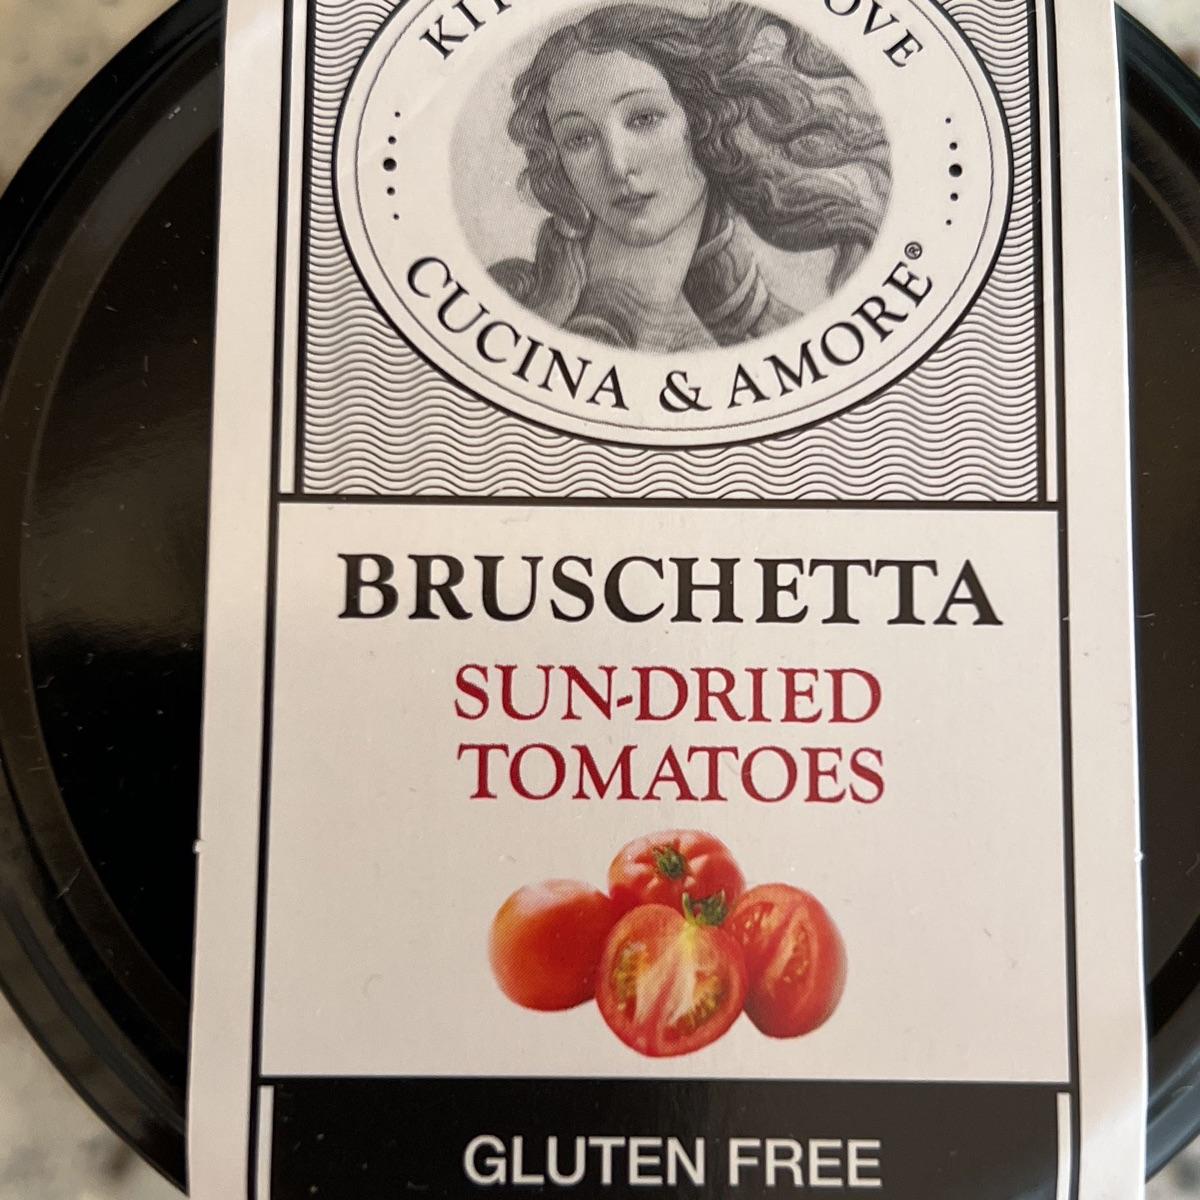 CUCINA & AMORE®
BRUSCHETTA
SUN-DRIED
TOMATOES
GLUTEN FREE